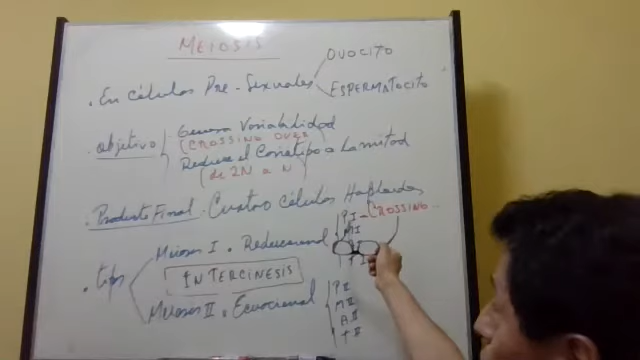 MEIOSIS
OVOCITO
. En Células Pre-Sexuales
ESPERMATOCITO
. Objetivo
Genera Variabilidad
(CROSSING OVER)
Reduce el Cariotipo a la mitad
(de 2N a N)
. Producto Final. Cuatro Células Haploides
PI - CROSSING
MI
. Tipos
Meiosis I . Reduccional
INTERCINESIS
Meiosis II . Ecuacional
PII
MII
AII
TII